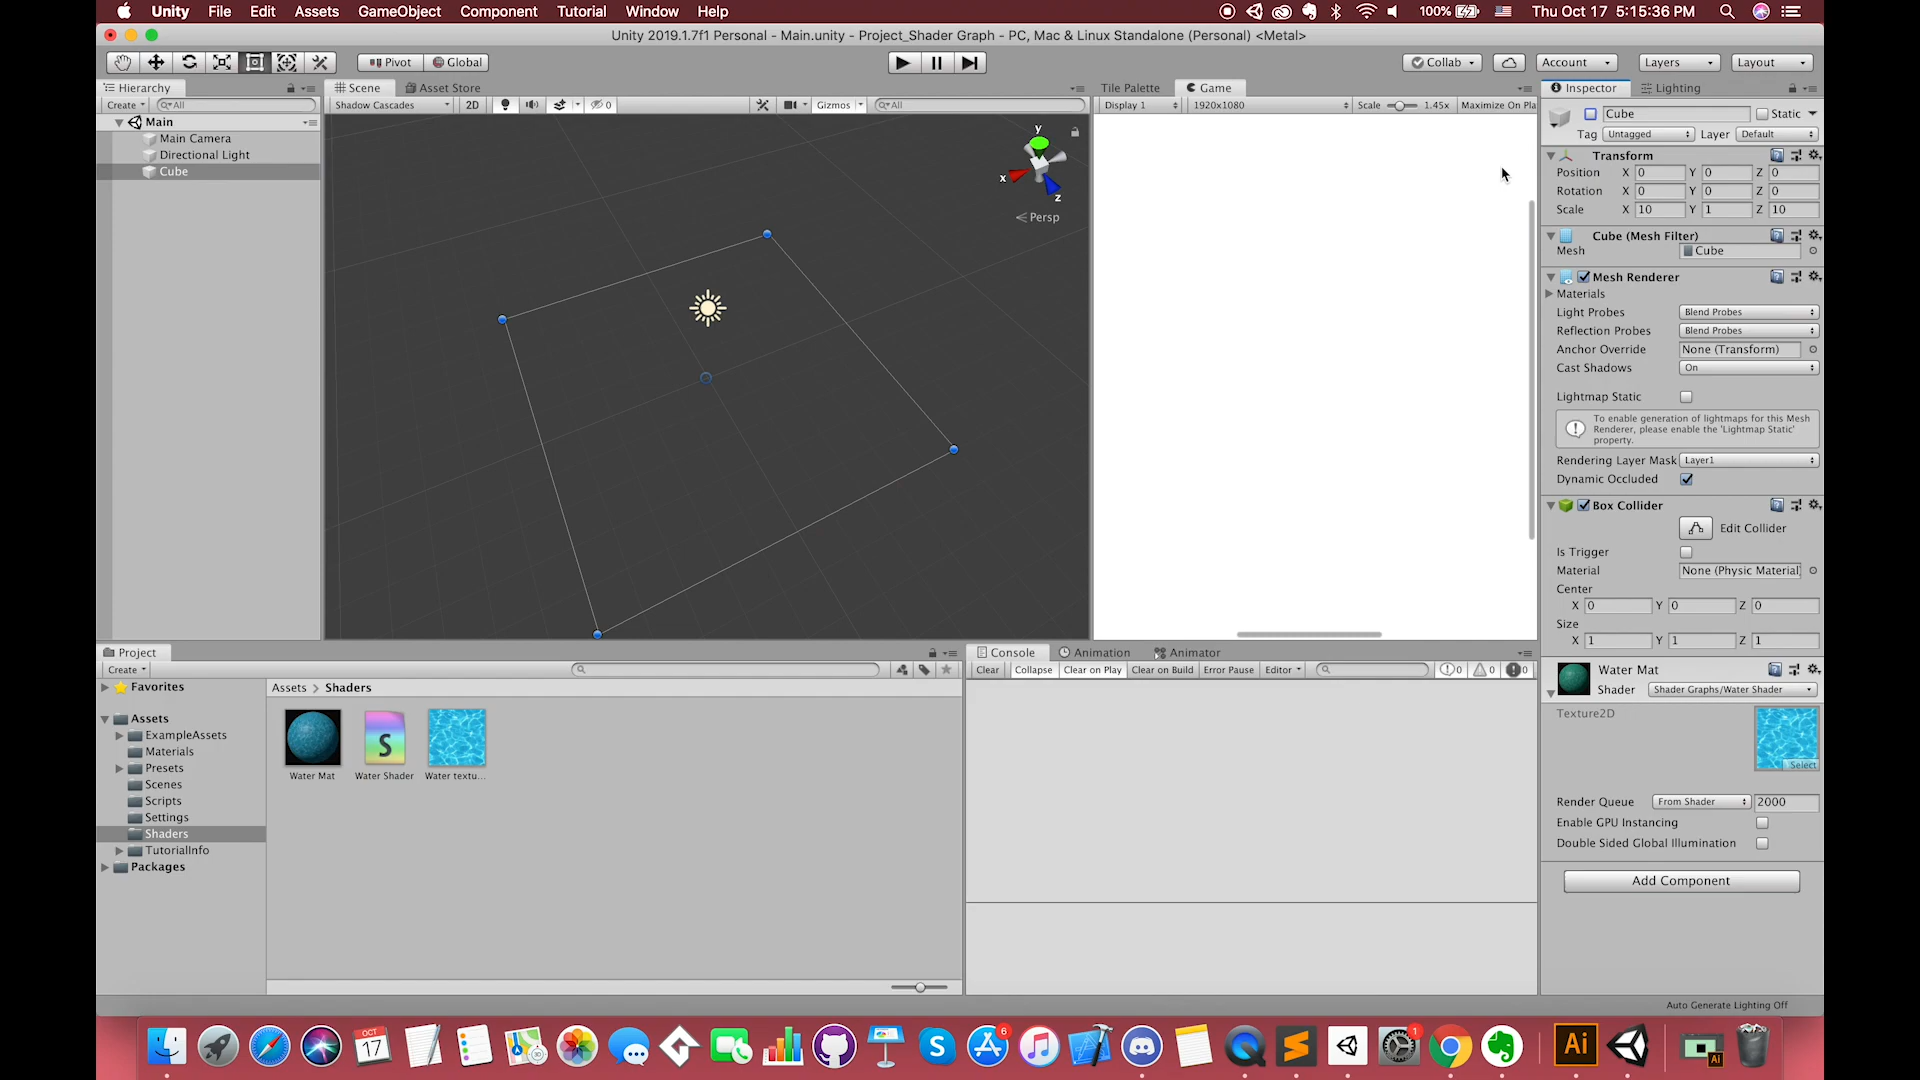 Unity File Edit Assets GameObject Component Tutorial Window Help 100% Thu Oct 17 5:15:36 PM
Unity 2019.1.7f1 Personal - Main.unity - Project_Shader Graph - PC, Mac & Linux Standalone (Personal) <Metal>
Pivot Global Collab Account Layers Layout
Hierarchy Scene Asset Store Tile Palette Game Inspector Lighting
Create All Shadow Cascades 2D 0 Gizmos All Display 1 1920x1080 Scale 1.45x Maximize On Pla
Main
Main Camera
Directional Light
Cube
y
x
z
Persp
Cube Static
Tag Untagged Layer Default
Transform
Position X 0 Y 0 Z 0
Rotation X 0 Y 0 Z 0
Scale X 10 Y 1 Z 10
Cube (Mesh Filter)
Mesh Cube
Mesh Renderer
Materials
Light Probes Blend Probes
Reflection Probes Blend Probes
Anchor Override None (Transform)
Cast Shadows On
Lightmap Static
To enable generation of lightmaps for this Mesh
Renderer, please enable the 'Lightmap Static'
property.
Rendering Layer Mask Layer1
Dynamic Occluded
Box Collider
Edit Collider
Is Trigger
Material None (Physic Material)
Center
X 0 Y 0 Z 0
Size
X 1 Y 1 Z 1
Water Mat
Shader Shader Graphs/Water Shader
Texture2D
Select
Render Queue From Shader 2000
Enable GPU Instancing
Double Sided Global Illumination
Add Component
Project
Create
Favorites
Assets
ExampleAssets
Materials
Presets
Scenes
Scripts
Settings
Shaders
TutorialInfo
Packages
Assets > Shaders
S
Water Mat Water Shader Water textu...
Console Animation Animator
Clear Collapse Clear on Play Clear on Build Error Pause Editor 0 0 0
Auto Generate Lighting Off
OCT
17
6
S
1
Ai
Ai